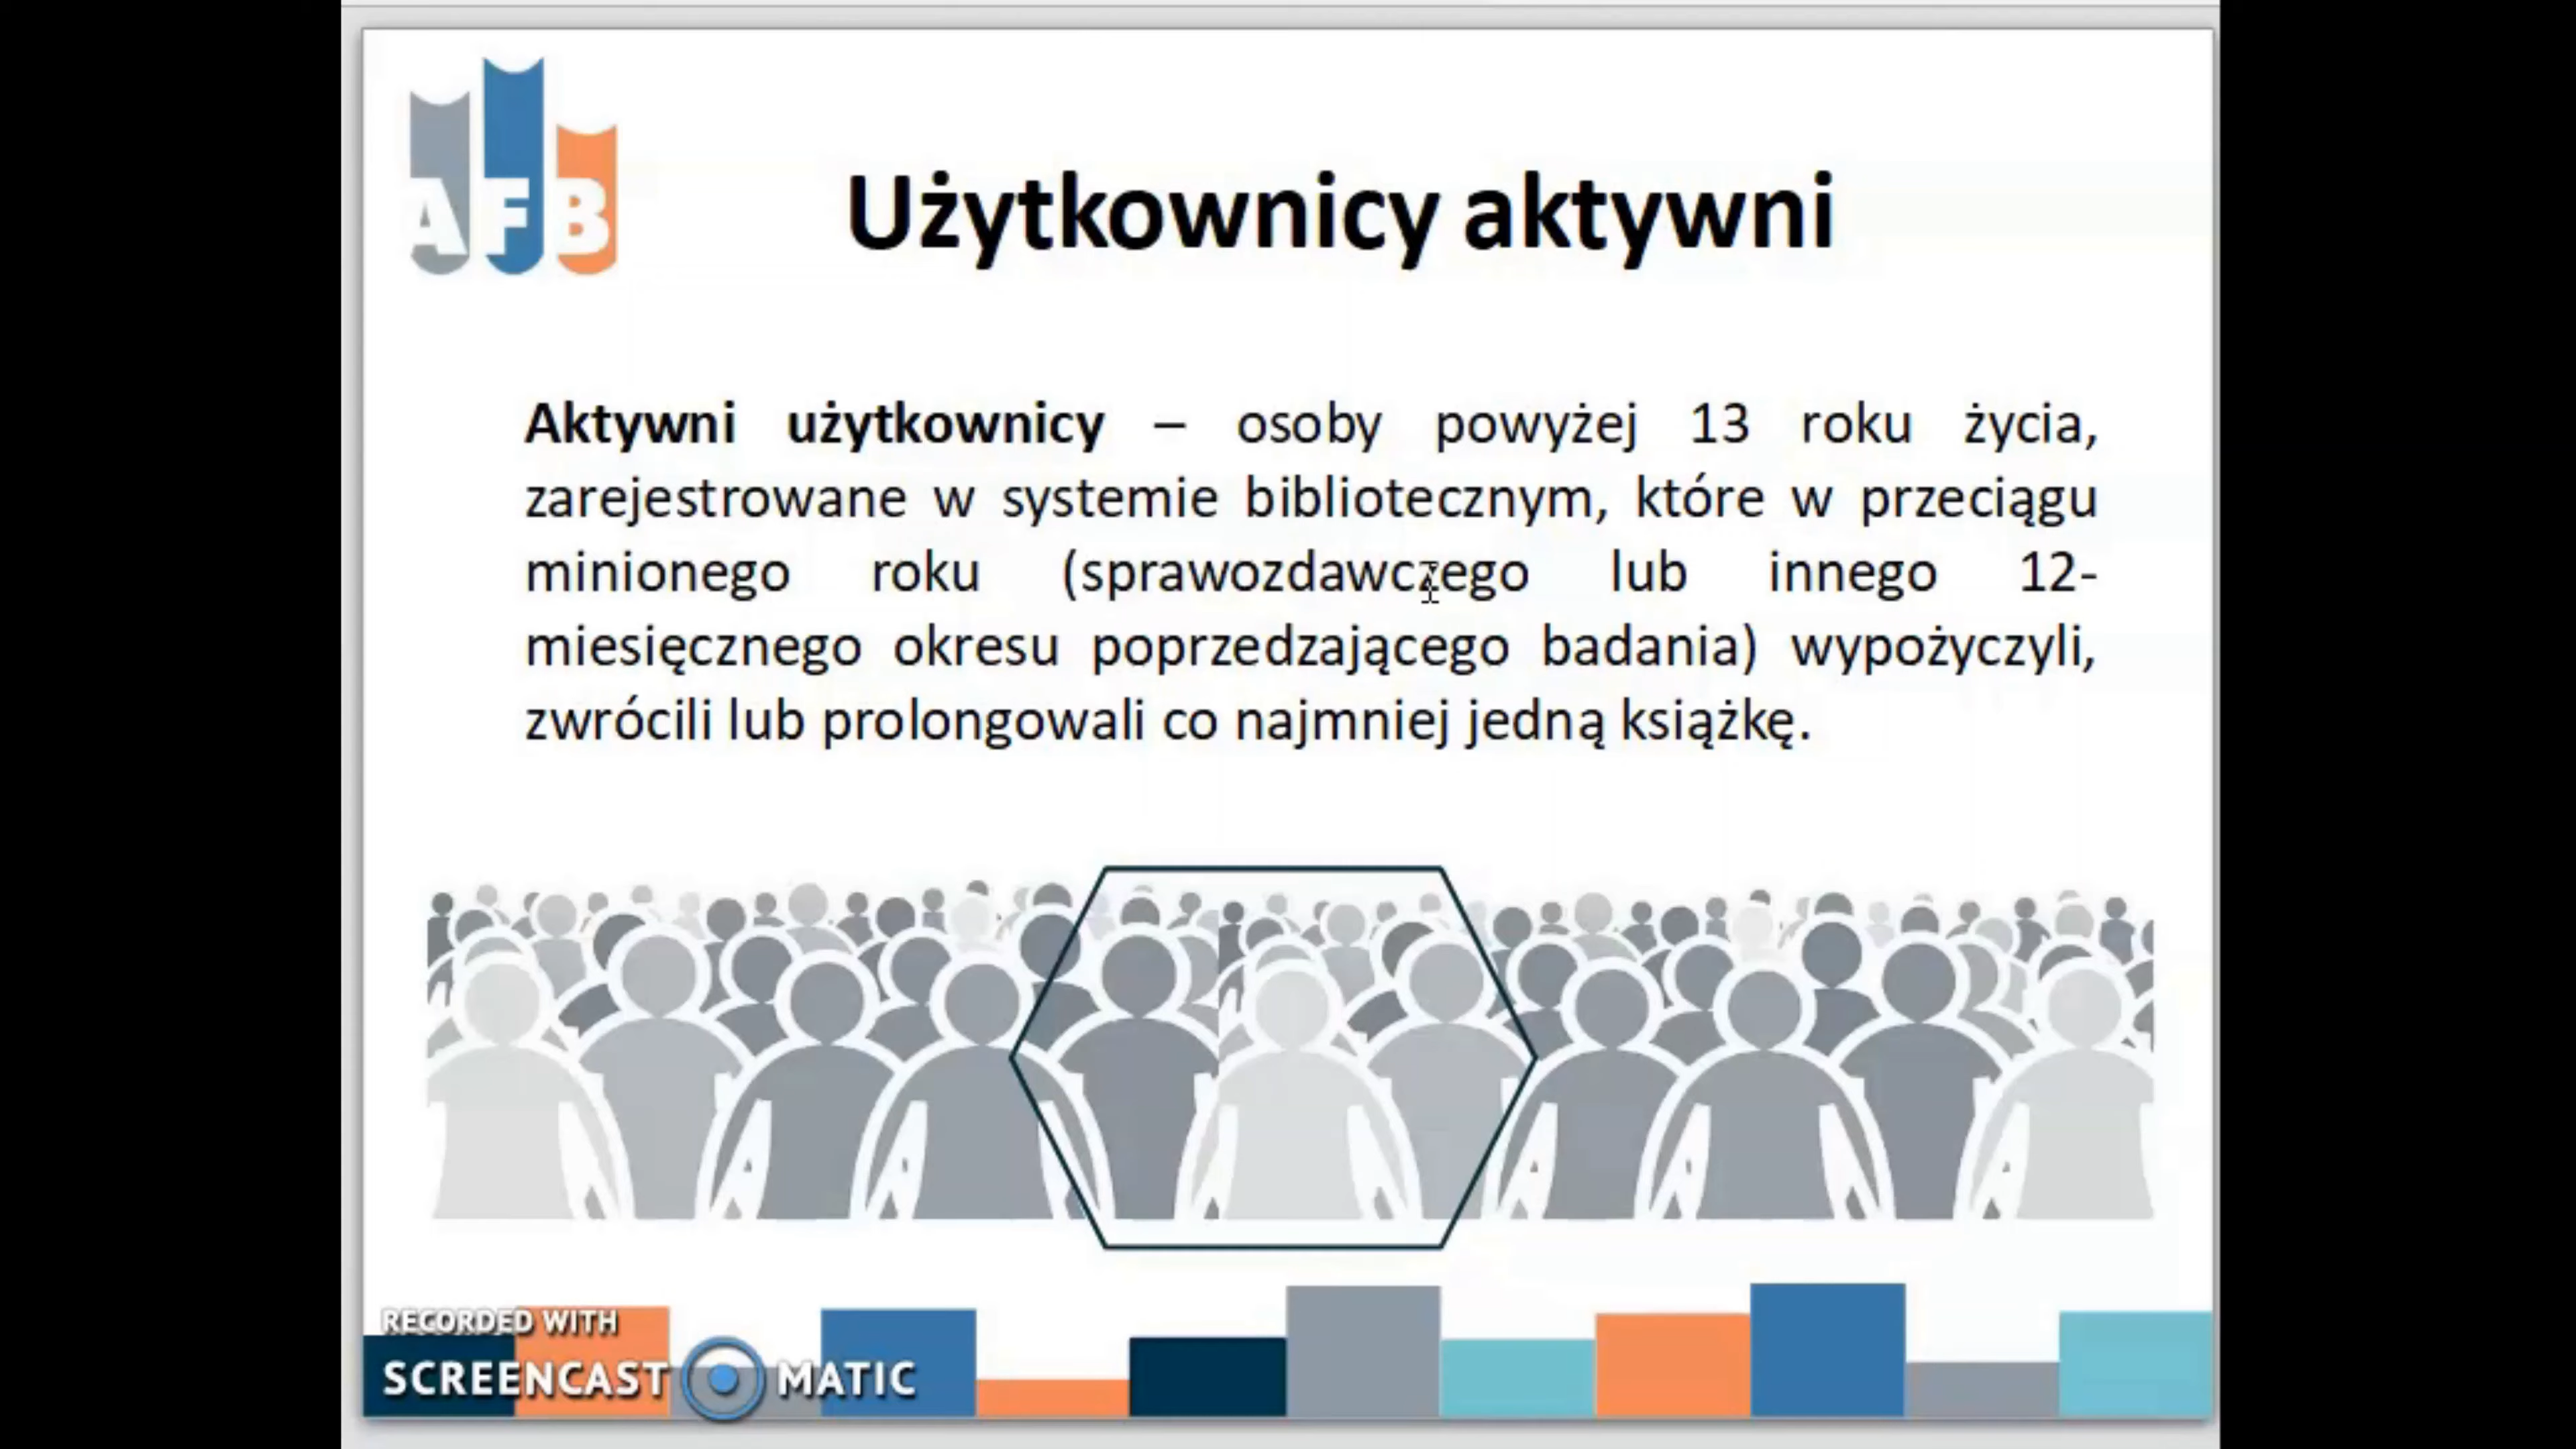 AFB
Użytkownicy aktywni
Aktywni użytkownicy – osoby powyżej 13 roku życia,
zarejestrowane w systemie bibliotecznym, które w przeciągu
minionego roku (sprawozdawczego lub innego 12-
miesięcznego okresu poprzedzającego badania) wypożyczyli,
zwrócili lub prolongowali co najmniej jedną książkę.
RECORDED WITH
SCREENCAST MATIC